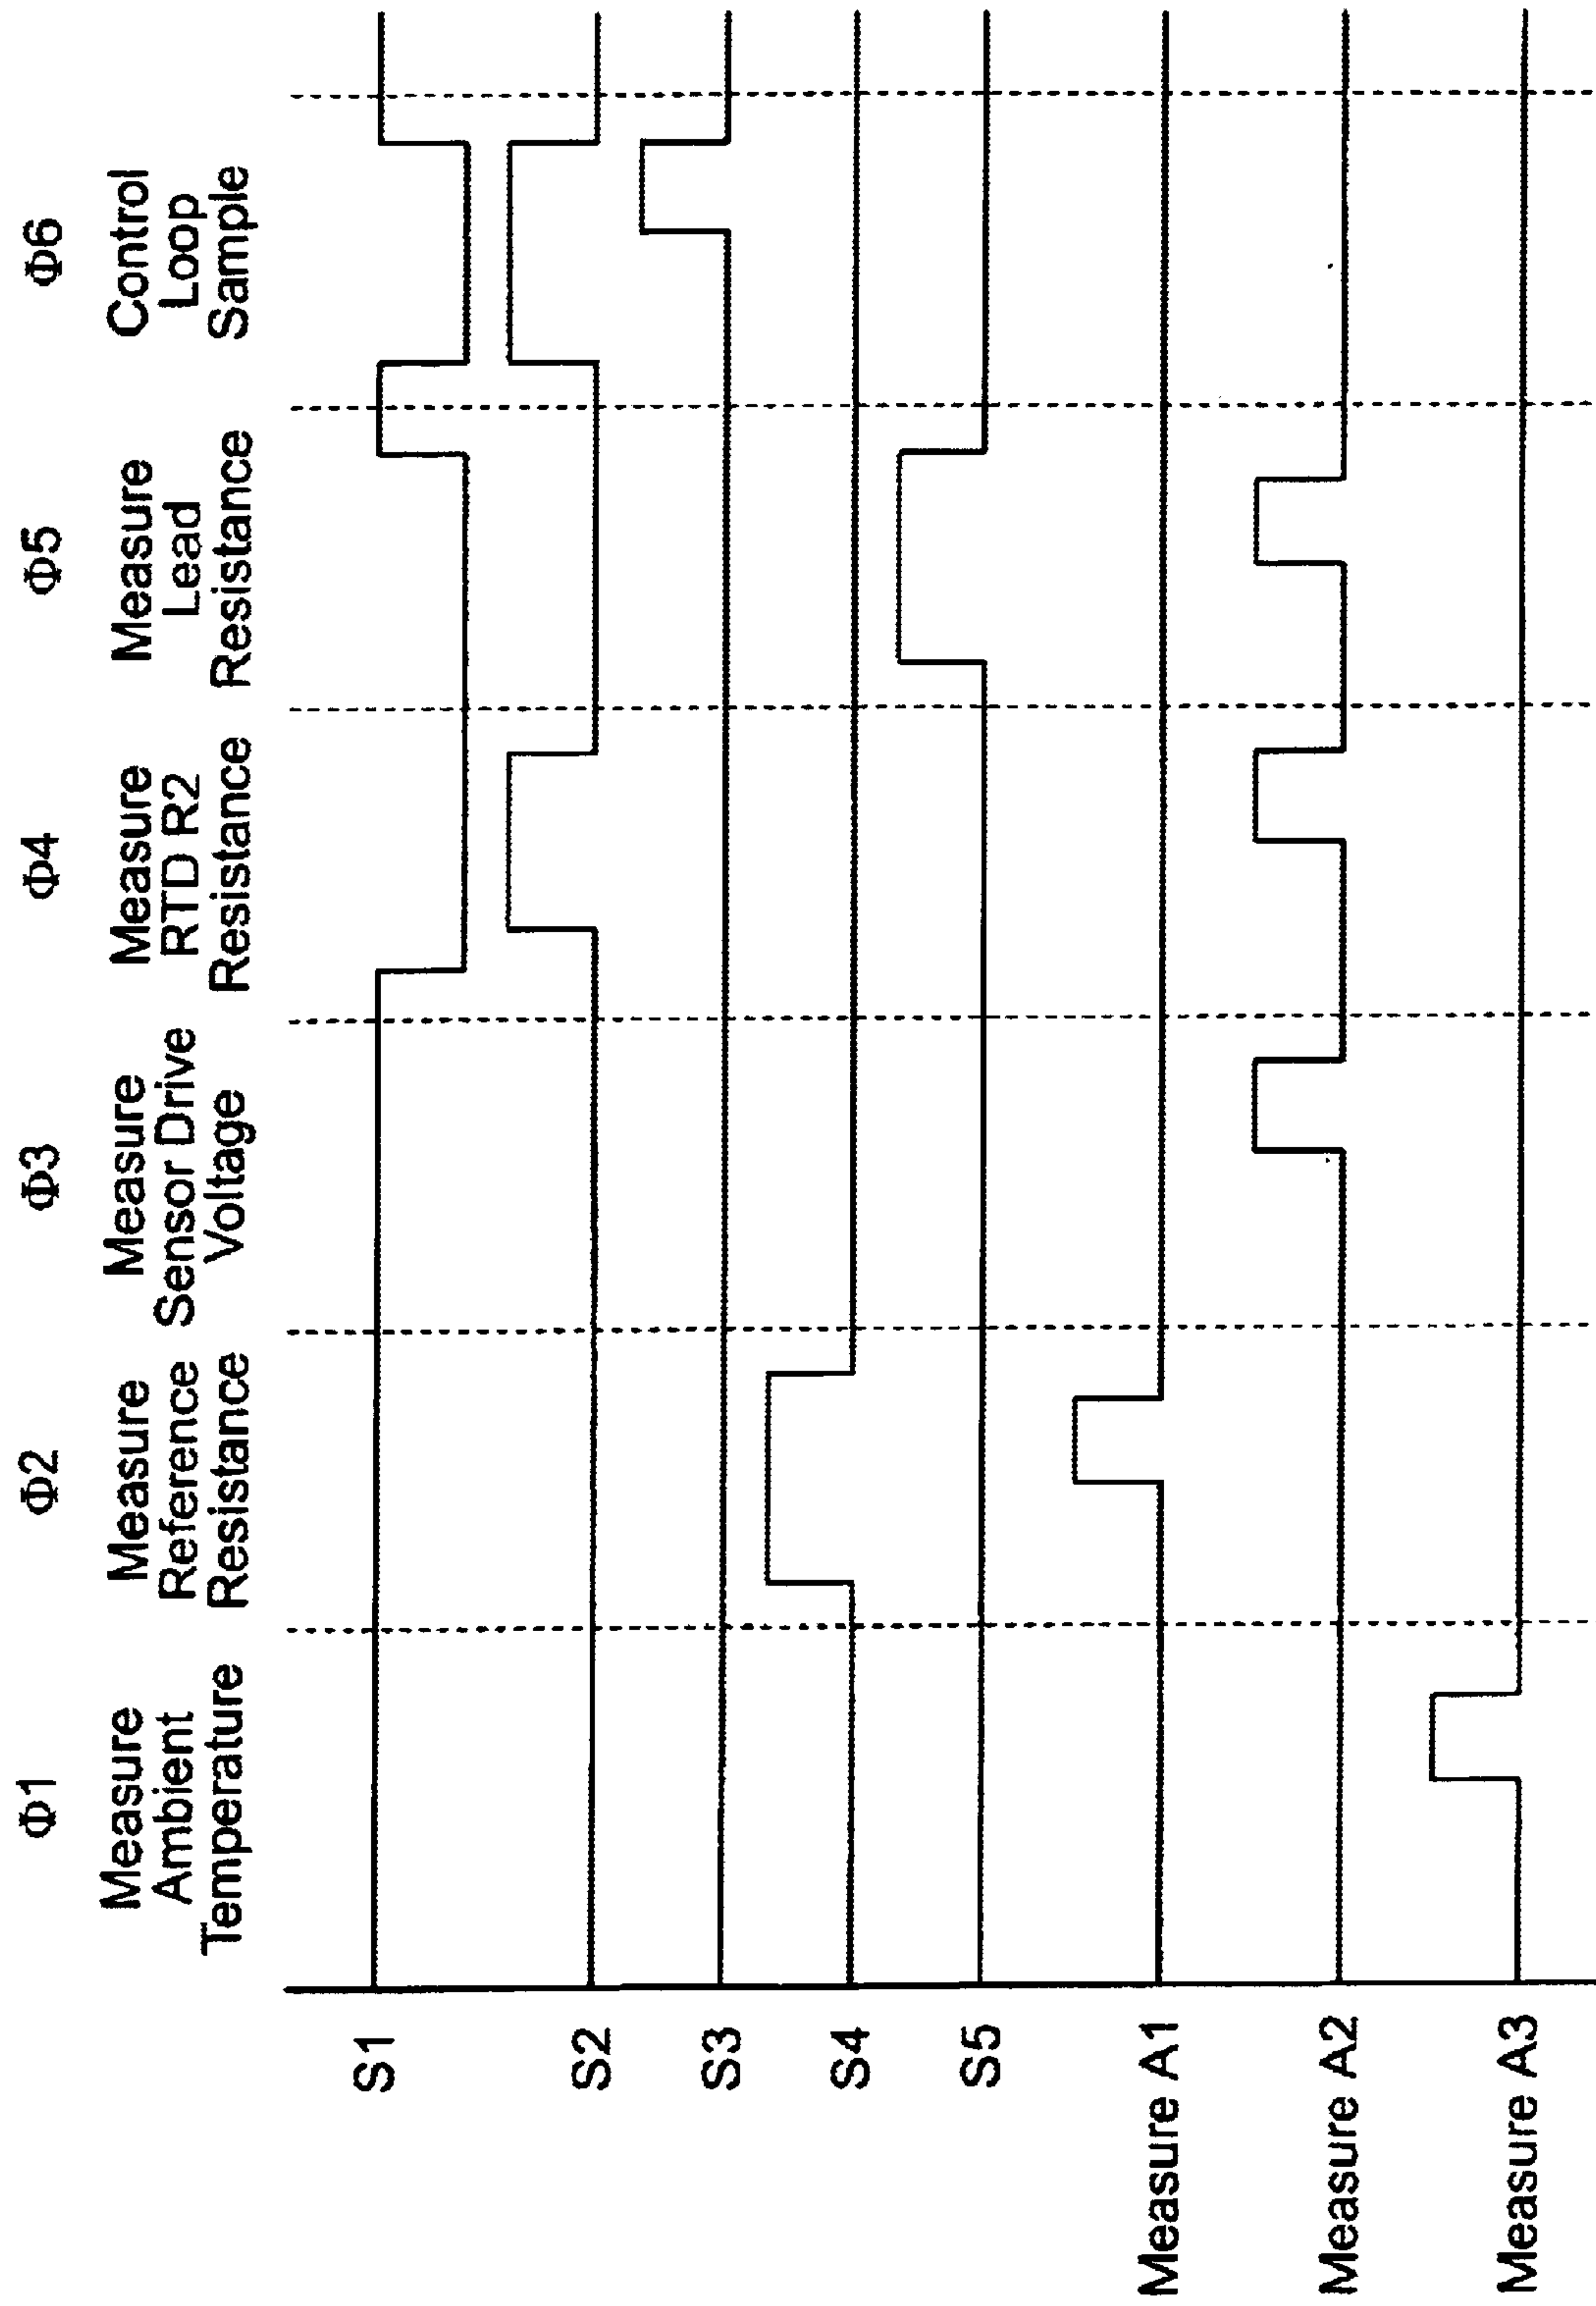 Φ1
Measure
Ambient
Temperature
Φ2
Measure
Reference
Resistance
Φ3
Measure
Sensor Drive
Voltage
Φ4
Measure
RTD R2
Resistance
Φ5
Measure
Lead
Resistance
Φ6
Control
Loop
Sample
S1
S2
S3
S4
S5
Measure A1
Measure A2
Measure A3